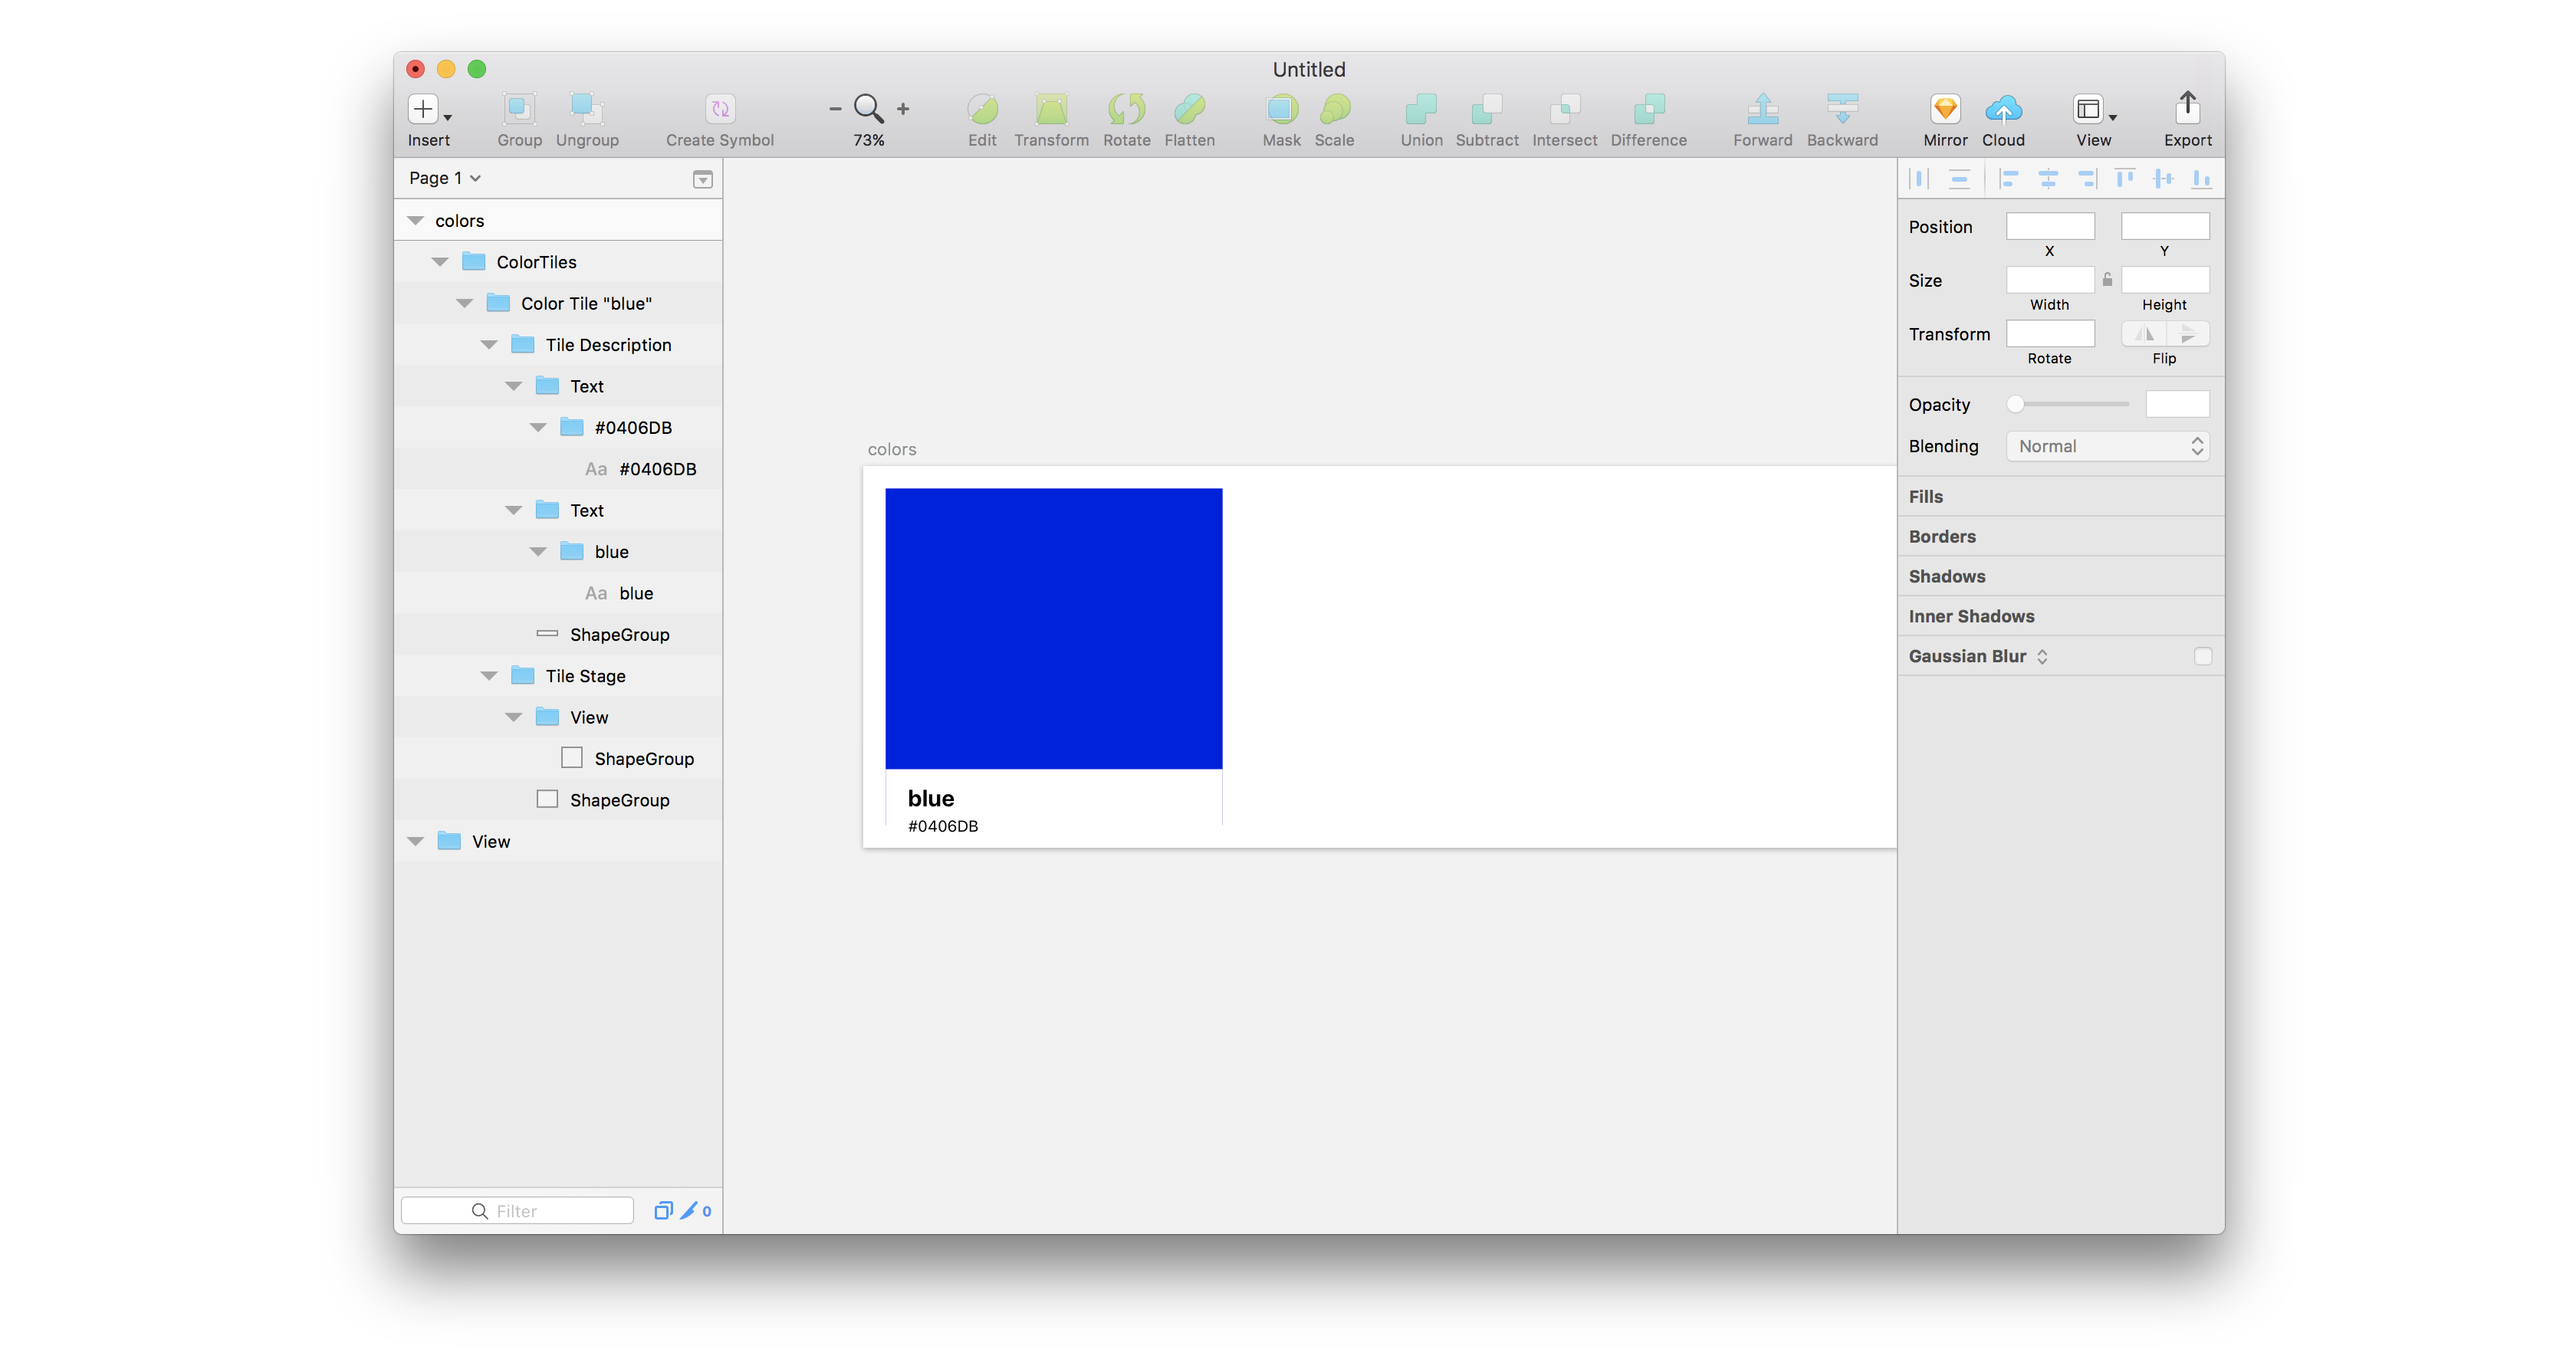 Untitled
Insert
Group
Ungroup
Create Symbol
73%
Edit
Transform
Rotate
Flatten
Mask
Scale
Union
Subtract
Intersect
Difference
Forward
Backward
Mirror
Cloud
View
Export
Page 1
colors
ColorTiles
Color Tile "blue"
Tile Description
Text
#0406DB
Aa #0406DB
Text
blue
Aa blue
ShapeGroup
Tile Stage
View
ShapeGroup
ShapeGroup
View
Filter
0
colors
blue
#0406DB
Position
X
Y
Size
Width
Height
Transform
Rotate
Flip
Opacity
Blending
Normal
Fills
Borders
Shadows
Inner Shadows
Gaussian Blur